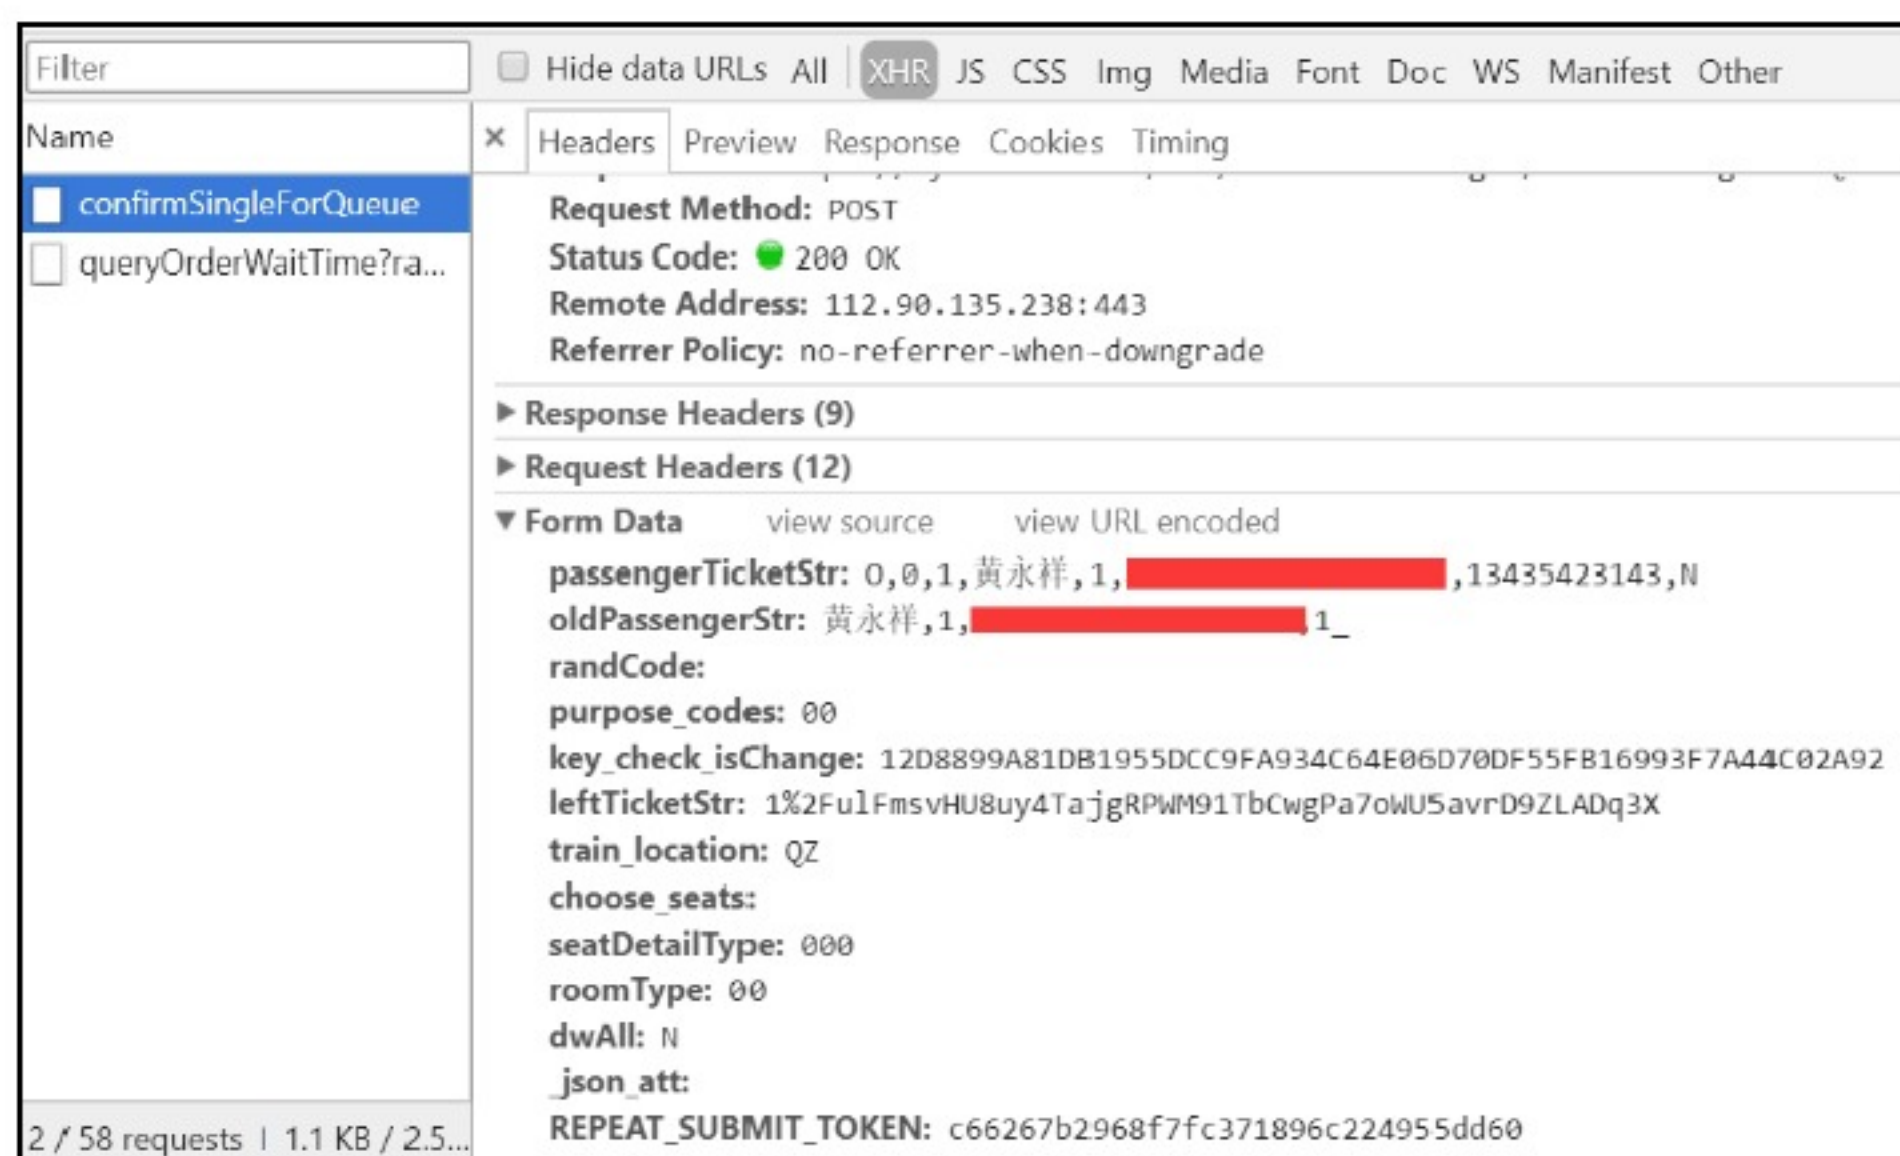 Filter
Hide data URLs All XHR JS CSS Img Media Font Doc WS Manifest Other
Name
× Headers Preview Response Cookies Timing
confirmSingleForQueue
queryOrderWaitTime?ra...
Request Method: POST
Status Code: 200 OK
Remote Address: 112.90.135.238:443
Referrer Policy: no-referrer-when-downgrade
Response Headers (9)
Request Headers (12)
Form Data view source view URL encoded
passengerTicketStr: O,0,1,黄永祥,1, ,13435423143,N
oldPassengerStr: 黄永祥,1, ,1_
randCode:
purpose_codes: 00
key_check_isChange: 12D8899A81DB1955DCC9FA934C64E06D70DF55FB16993F7A44C02A92
leftTicketStr: 1%2FulFmsvHU8uy4TajgRPWM91TbCwgPa7oWU5avrD9ZLADq3X
train_location: QZ
choose_seats:
seatDetailType: 000
roomType: 00
dwAll: N
_json_att:
REPEAT_SUBMIT_TOKEN: c66267b2968f7fc371896c224955dd60
2 / 58 requests | 1.1 KB / 2.5...